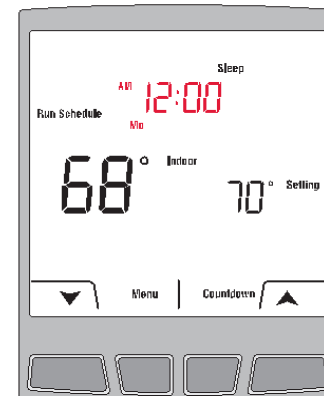 Sleep
AM 12:00
Run Schedule
Mo
68° Indoor
70° Setting
Menu Countdown